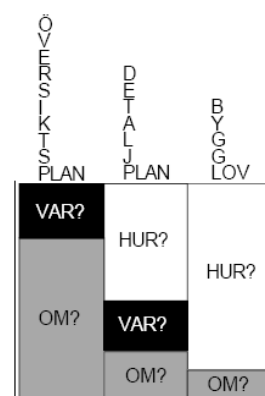 ÖVERSIKTSPLAN
DETALJPLAN
BYGGLOV
VAR?
HUR?
HUR?
OM?
VAR?
OM?
OM?